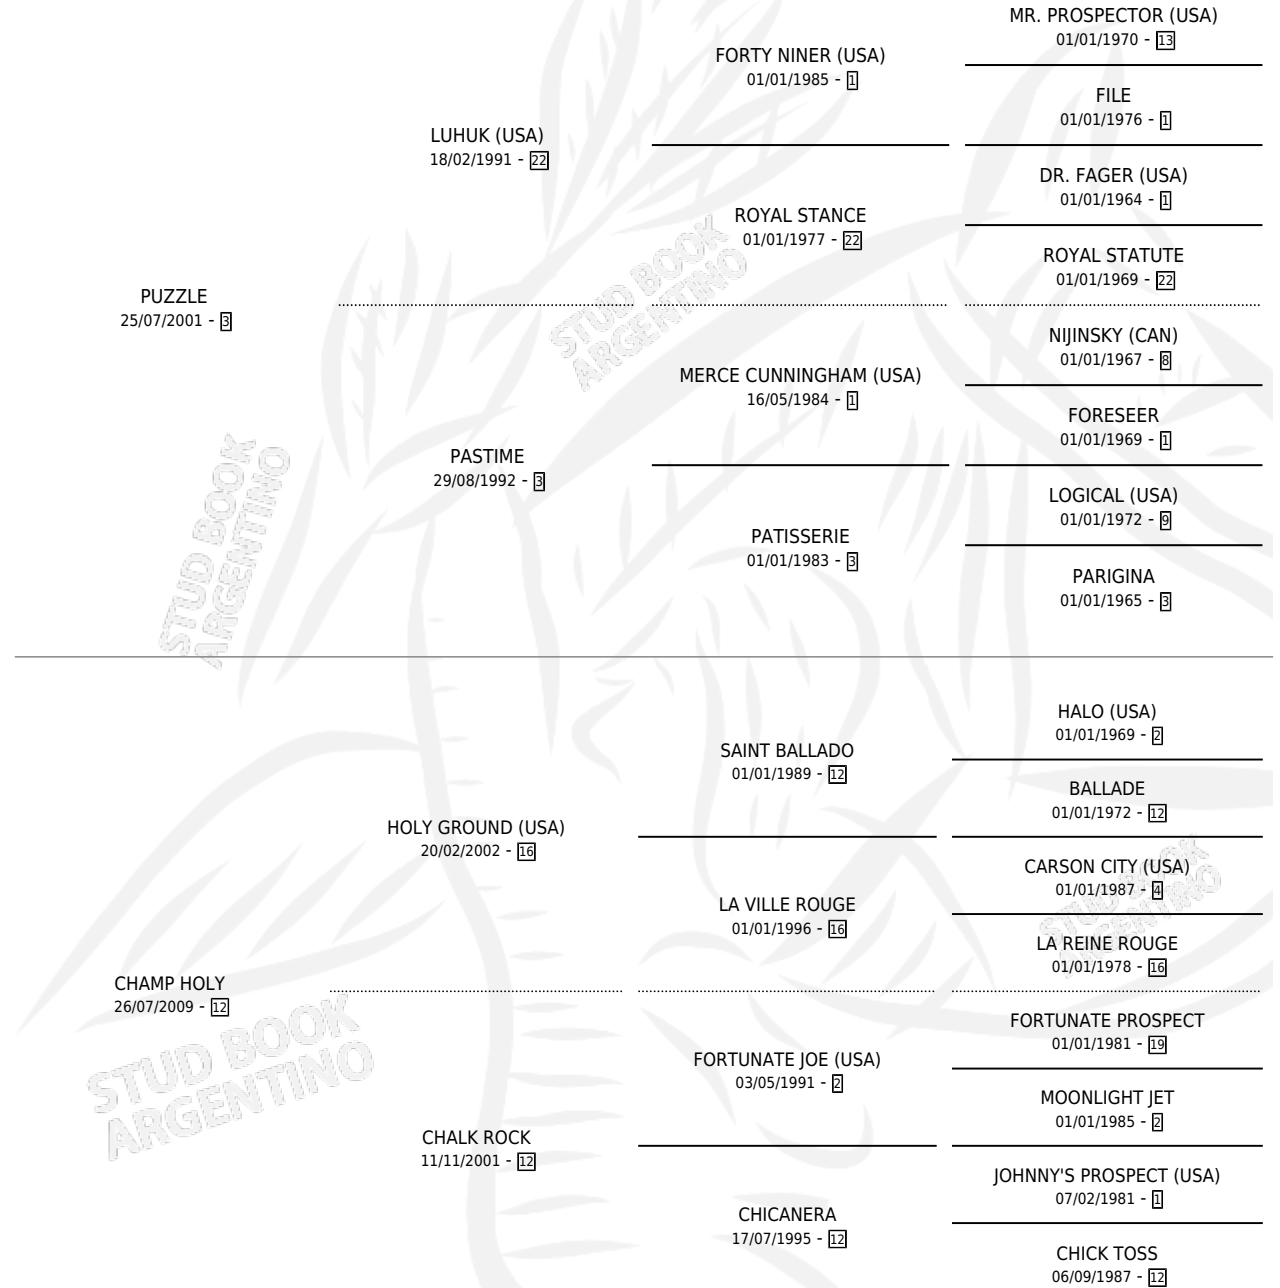 MR. PROSPECTOR (USA)
01/01/1970 - 13
FORTY NINER (USA)
01/01/1985 - 1
FILE
01/01/1976 - 1
LUHUK (USA)
18/02/1991 - 22
DR. FAGER (USA)
01/01/1964 - 1
ROYAL STANCE
01/01/1977 - 22
ROYAL STATUTE
01/01/1969 - 22
PUZZLE
25/07/2001 - 3
NIJINSKY (CAN)
01/01/1967 - 8
MERCE CUNNINGHAM (USA)
16/05/1984 - 1
FORESEER
01/01/1969 - 1
PASTIME
29/08/1992 - 3
LOGICAL (USA)
01/01/1972 - 9
PATISSERIE
01/01/1983 - 3
PARIGINA
01/01/1965 - 3
STUD BOOK
ARGENTINO
STUD BOOK
ARGENTINO
HALO (USA)
01/01/1969 - 2
SAINT BALLADO
01/01/1989 - 12
BALLADE
01/01/1972 - 12
HOLY GROUND (USA)
20/02/2002 - 16
CARSON CITY (USA)
01/01/1987 - 4
LA VILLE ROUGE
01/01/1996 - 16
LA REINE ROUGE
01/01/1978 - 16
STUD BOOK
ARGENTINO
CHAMP HOLY
26/07/2009 - 12
FORTUNATE PROSPECT
01/01/1981 - 19
FORTUNATE JOE (USA)
03/05/1991 - 2
MOONLIGHT JET
01/01/1985 - 2
STUD BOOK
ARGENTINO
CHALK ROCK
11/11/2001 - 12
JOHNNY'S PROSPECT (USA)
07/02/1981 - 1
CHICANERA
17/07/1995 - 12
CHICK TOSS
06/09/1987 - 12